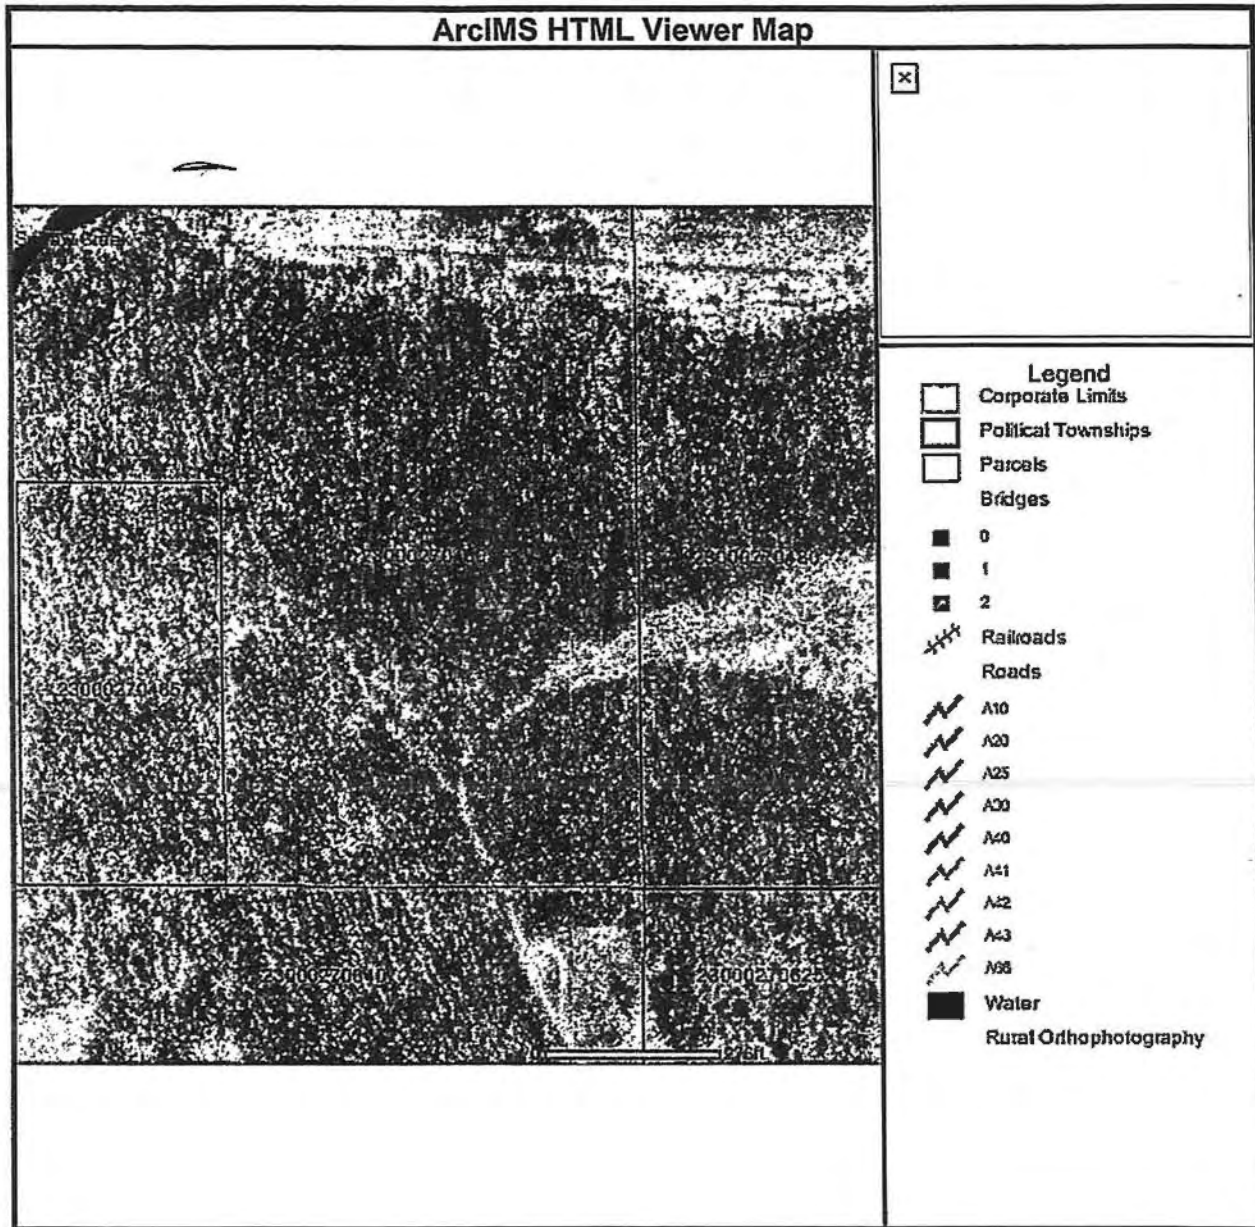 ArcIMS HTML Viewer Map
Legend
Corporate Limits
Political Townships
Parcels
Bridges
0
1
2
Railroads
Roads
A10
A20
A25
A30
A40
A41
A42
A43
Water
Rural Orthophotography
23000270640